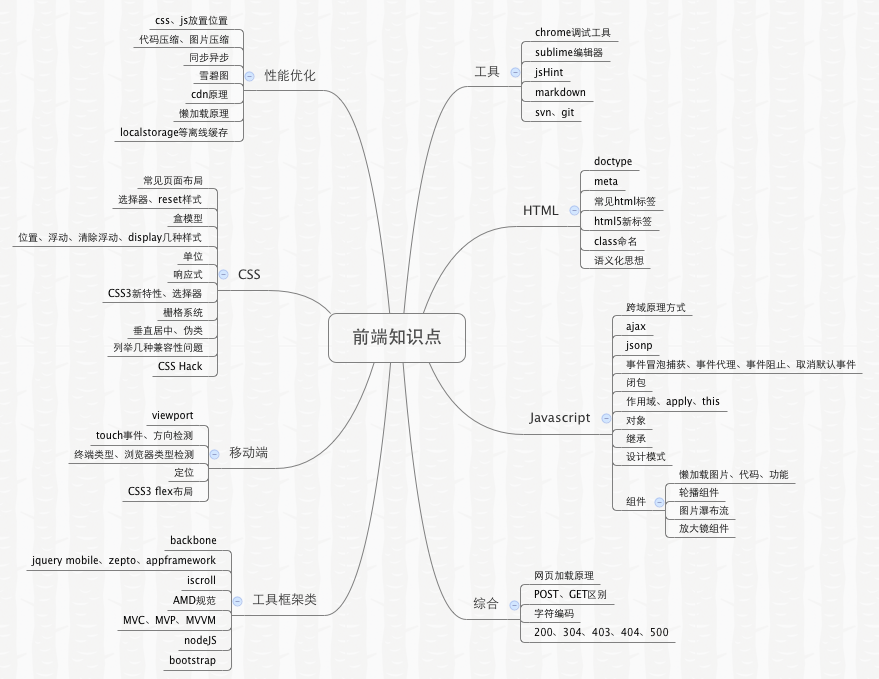 前端知识点
工具
chrome调试工具
sublime编辑器
jsHint
markdown
svn、git
HTML
doctype
meta
常见html标签
html5新标签
class命名
语义化思想
Javascript
跨域原理方式
ajax
jsonp
事件冒泡捕获、事件代理、事件阻止、取消默认事件
闭包
作用域、apply、this
对象
继承
设计模式
组件
懒加载图片、代码、功能
轮播组件
图片瀑布流
放大镜组件
综合
网页加载原理
POST、GET区别
字符编码
200、304、403、404、500
性能优化
css、js放置位置
代码压缩、图片压缩
同步异步
雪碧图
cdn原理
懒加载原理
localstorage等离线缓存
CSS
常见页面布局
选择器、reset样式
盒模型
位置、浮动、清除浮动、display几种样式
单位
响应式
CSS3新特性、选择器
栅格系统
垂直居中、伪类
列举几种兼容性问题
CSS Hack
移动端
viewport
touch事件、方向检测
终端类型、浏览器类型检测
定位
CSS3 flex布局
工具框架类
backbone
jquery mobile、zepto、appframework
iscroll
AMD规范
MVC、MVP、MVVM
nodeJS
bootstrap